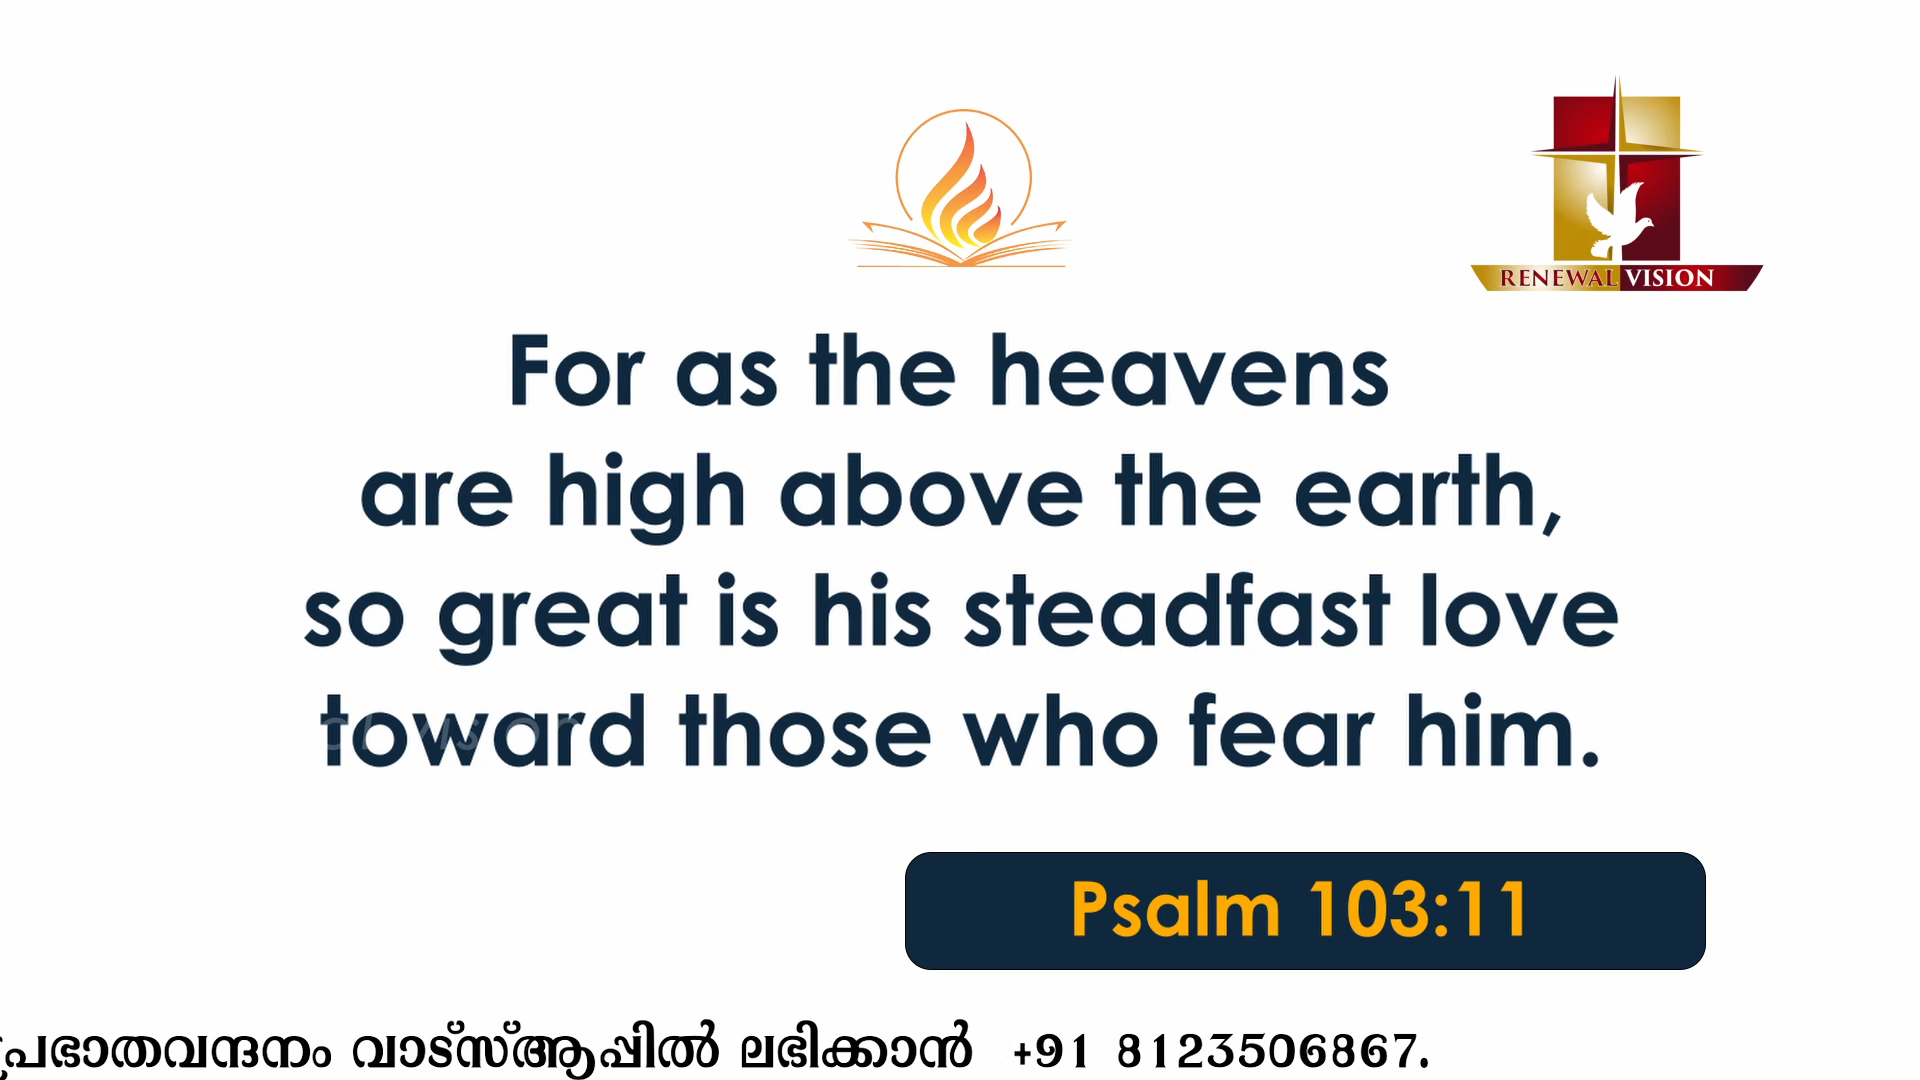 RENEWAL VISION
For as the heavens
are high above the earth,
so great is his steadfast love
toward those who fear him.
Psalm 103:11
പ്രഭാതവന്ദനം വാട്സ്ആപ്പിൽ ലഭിക്കാൻ +91 8123506867.